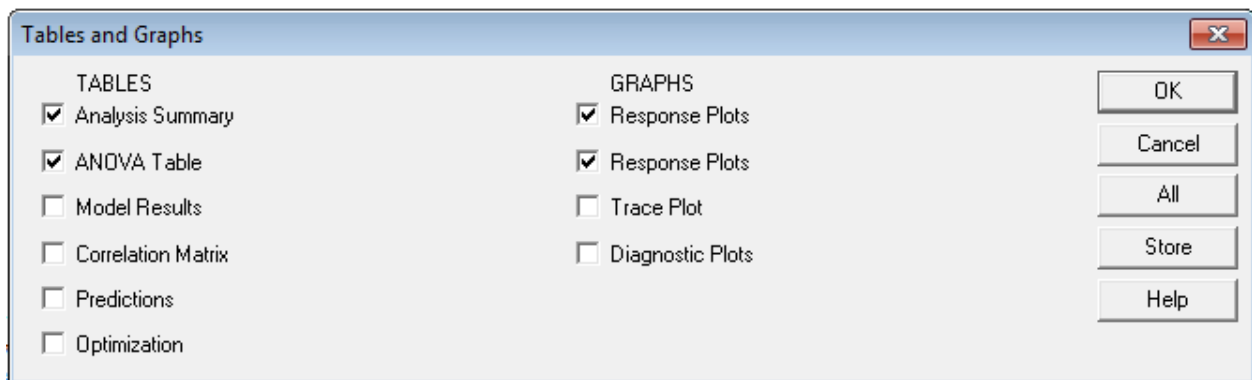 Tables and Graphs
TABLES
Analysis Summary
ANOVA Table
Model Results
Correlation Matrix
Predictions
Optimization
GRAPHS
Response Plots
Response Plots
Trace Plot
Diagnostic Plots
OK
Cancel
All
Store
Help